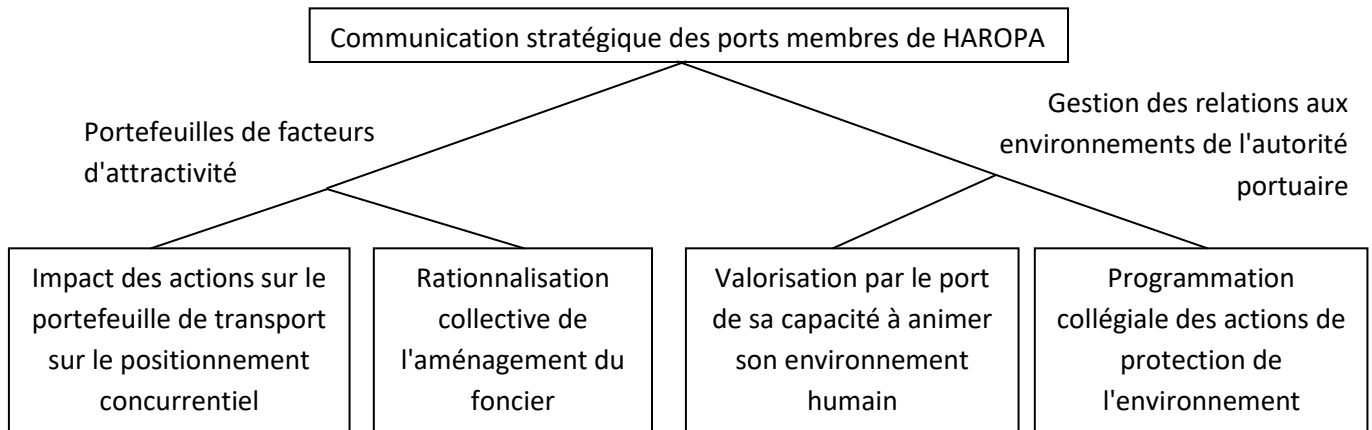 Communication stratégique des ports membres de HAROPA
Portefeuilles de facteurs
d'attractivité
Gestion des relations aux
environnements de l'autorité
portuaire
Impact des actions sur le
portefeuille de transport
sur le positionnement
concurrentiel
Rationnalisation
collective de
l'aménagement du
foncier
Valorisation par le port
de sa capacité à animer
son environnement
humain
Programmation
collégiale des actions de
protection de
l'environnement